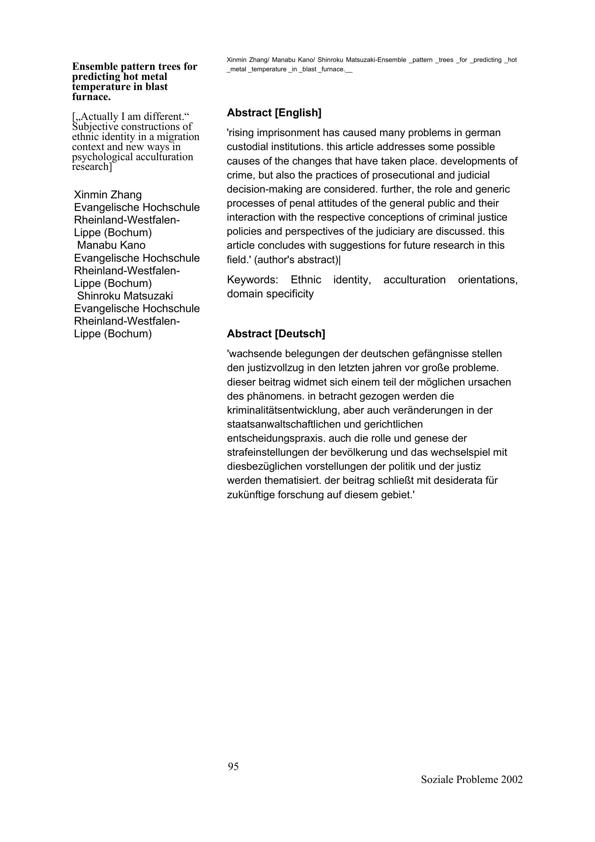 Ensemble pattern trees for
predicting hot metal
temperature in blast
furnace.
[„Actually I am different.“
Subjective constructions of
ethnic identity in a migration
context and new ways in
psychological acculturation
research]
Xinmin Zhang
Evangelische Hochschule
Rheinland-Westfalen-
Lippe (Bochum)
Manabu Kano
Evangelische Hochschule
Rheinland-Westfalen-
Lippe (Bochum)
Shinroku Matsuzaki
Evangelische Hochschule
Rheinland-Westfalen-
Lippe (Bochum)
Xinmin Zhang/ Manabu Kano/ Shinroku Matsuzaki-Ensemble _pattern _trees _for _predicting _hot
_metal _temperature _in _blast _furnace.__
Abstract [English]
'rising imprisonment has caused many problems in german
custodial institutions. this article addresses some possible
causes of the changes that have taken place. developments of
crime, but also the practices of prosecutional and judicial
decision-making are considered. further, the role and generic
processes of penal attitudes of the general public and their
interaction with the respective conceptions of criminal justice
policies and perspectives of the judiciary are discussed. this
article concludes with suggestions for future research in this
field.' (author's abstract)|
Keywords: Ethnic identity, acculturation orientations,
domain specificity
Abstract [Deutsch]
'wachsende belegungen der deutschen gefängnisse stellen
den justizvollzug in den letzten jahren vor große probleme.
dieser beitrag widmet sich einem teil der möglichen ursachen
des phänomens. in betracht gezogen werden die
kriminalitätsentwicklung, aber auch veränderungen in der
staatsanwaltschaftlichen und gerichtlichen
entscheidungspraxis. auch die rolle und genese der
strafeinstellungen der bevölkerung und das wechselspiel mit
diesbezüglichen vorstellungen der politik und der justiz
werden thematisiert. der beitrag schließt mit desiderata für
zukünftige forschung auf diesem gebiet.'
95
Soziale Probleme 2002